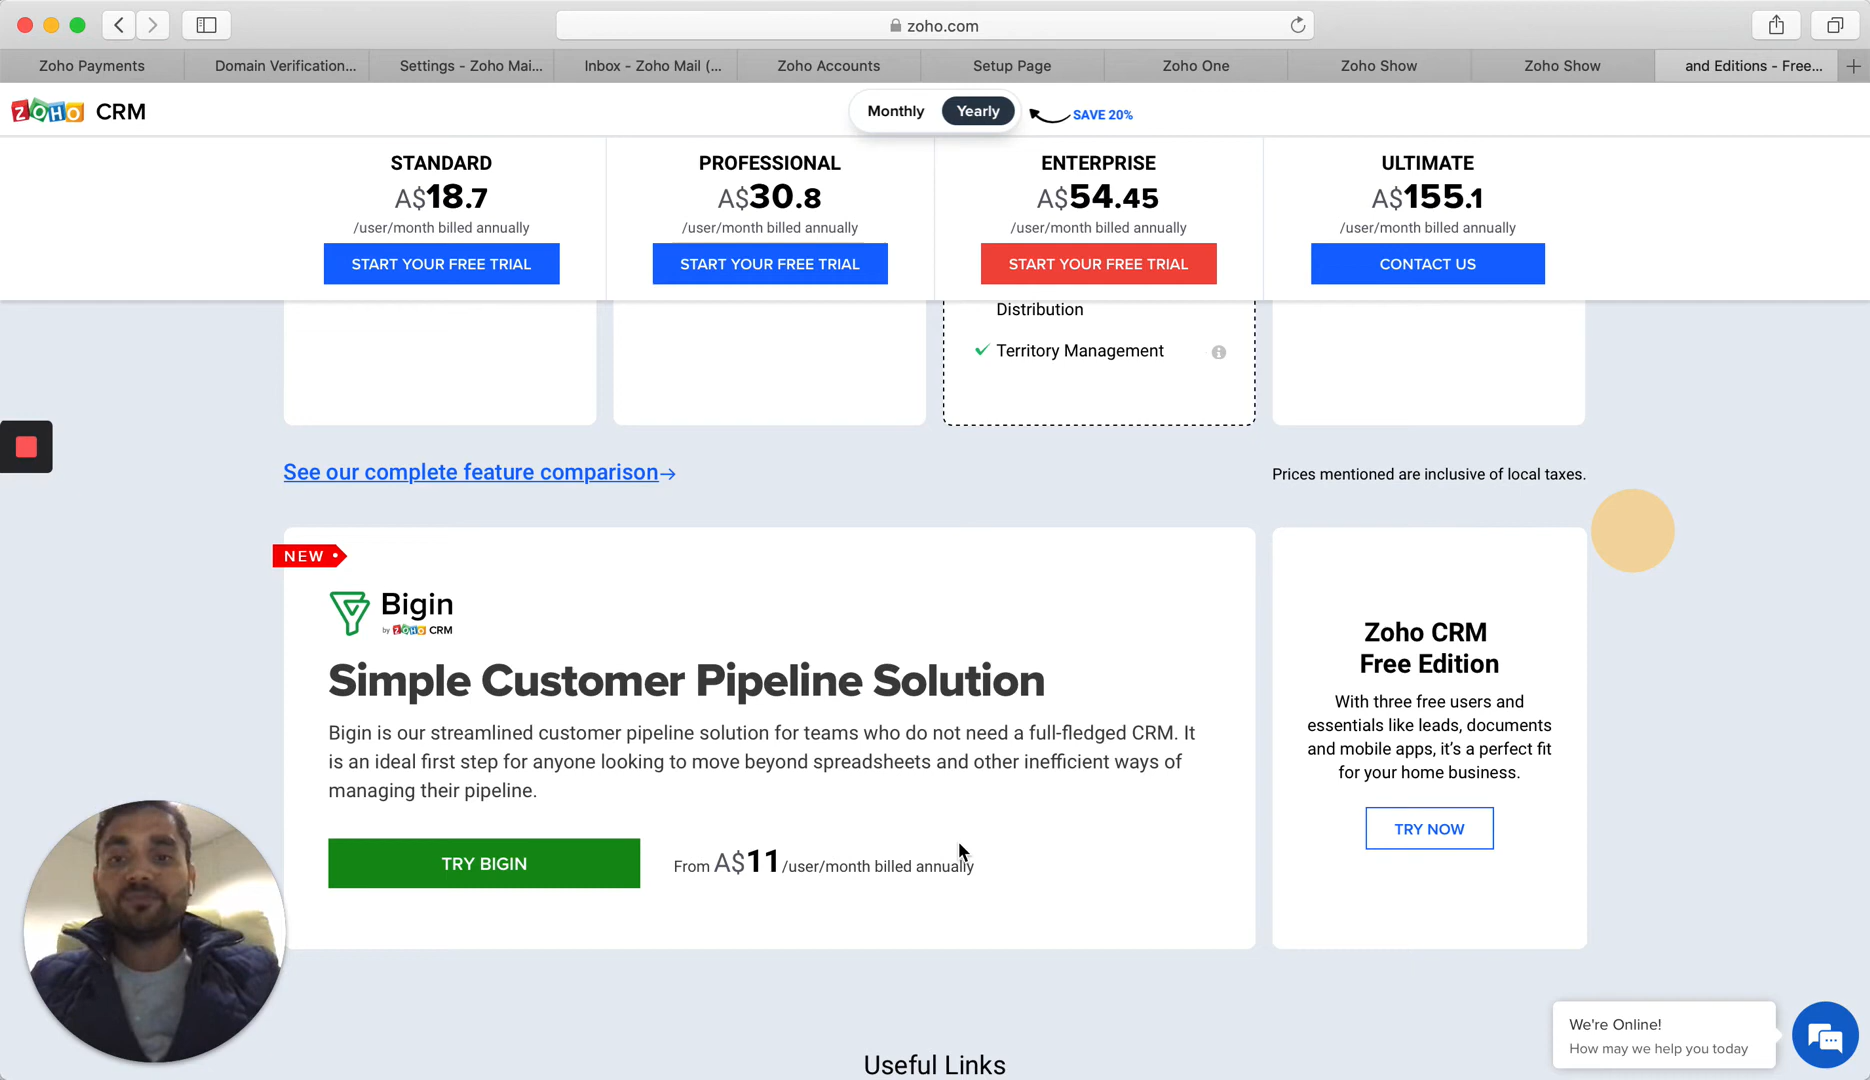 zoho.com
Zoho Payments
Domain Verification...
Settings - Zoho Mai...
Inbox - Zoho Mail (...
Zoho Accounts
Setup Page
Zoho One
Zoho Show
Zoho Show
and Editions - Free...
ZOHO CRM
Monthly
Yearly
SAVE 20%
STANDARD
A$18.7
/user/month billed annually
START YOUR FREE TRIAL
PROFESSIONAL
A$30.8
/user/month billed annually
START YOUR FREE TRIAL
ENTERPRISE
A$54.45
/user/month billed annually
START YOUR FREE TRIAL
ULTIMATE
A$155.1
/user/month billed annually
CONTACT US
Distribution
Territory Management
See our complete feature comparison→
Prices mentioned are inclusive of local taxes.
NEW
Bigin
by ZOHO CRM
Simple Customer Pipeline Solution
Bigin is our streamlined customer pipeline solution for teams who do not need a full-fledged CRM. It
is an ideal first step for anyone looking to move beyond spreadsheets and other inefficient ways of
managing their pipeline.
TRY BIGIN
From A$11/user/month billed annually
Zoho CRM
Free Edition
With three free users and
essentials like leads, documents
and mobile apps, it’s a perfect fit
for your home business.
TRY NOW
We're Online!
How may we help you today
Useful Links